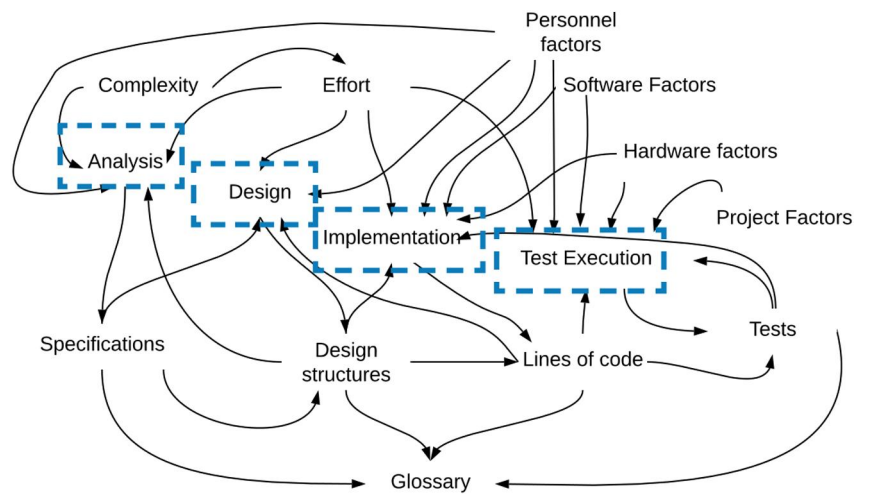 Personnel
factors
Complexity
Effort
Software Factors
Analysis
Hardware factors
Design
Project Factors
Implementation
Test Execution
Tests
Specifications
Design
structures
Lines of code
Glossary